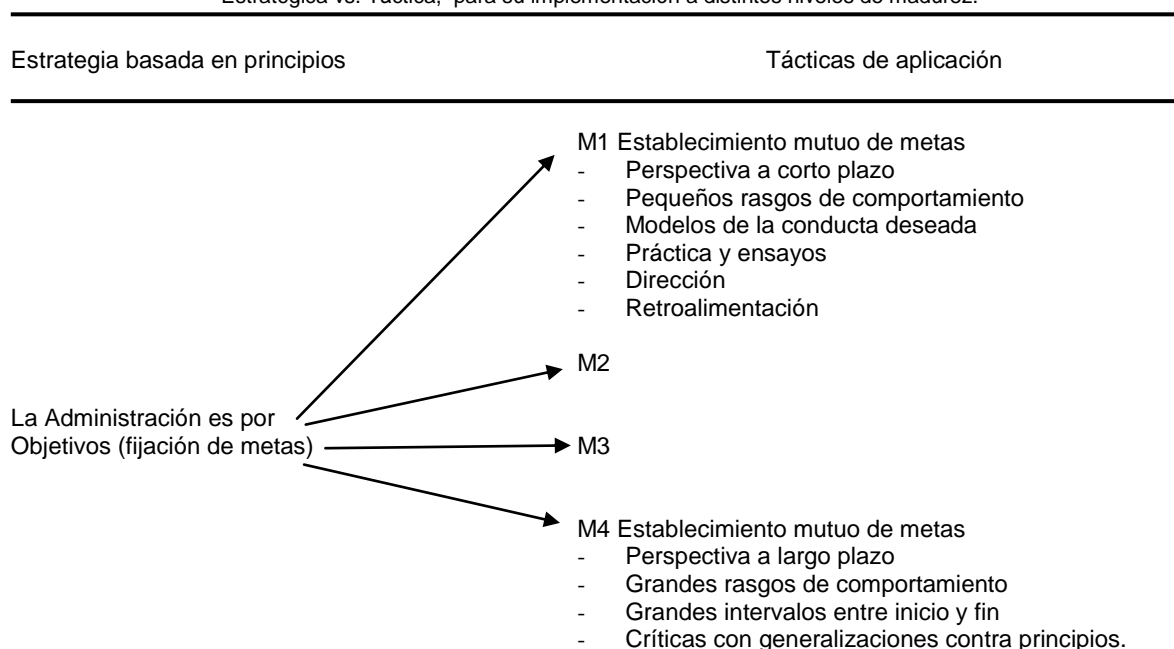 Estratégica vs. Táctica, para su implementación a distintos niveles de madurez.
Estrategia basada en principios
Tácticas de aplicación
M1 Establecimiento mutuo de metas
- Perspectiva a corto plazo
- Pequeños rasgos de comportamiento
- Modelos de la conducta deseada
- Práctica y ensayos
- Dirección
- Retroalimentación
M2
La Administración es por
Objetivos (fijación de metas)
M3
M4 Establecimiento mutuo de metas
- Perspectiva a largo plazo
- Grandes rasgos de comportamiento
- Grandes intervalos entre inicio y fin
- Críticas con generalizaciones contra principios.